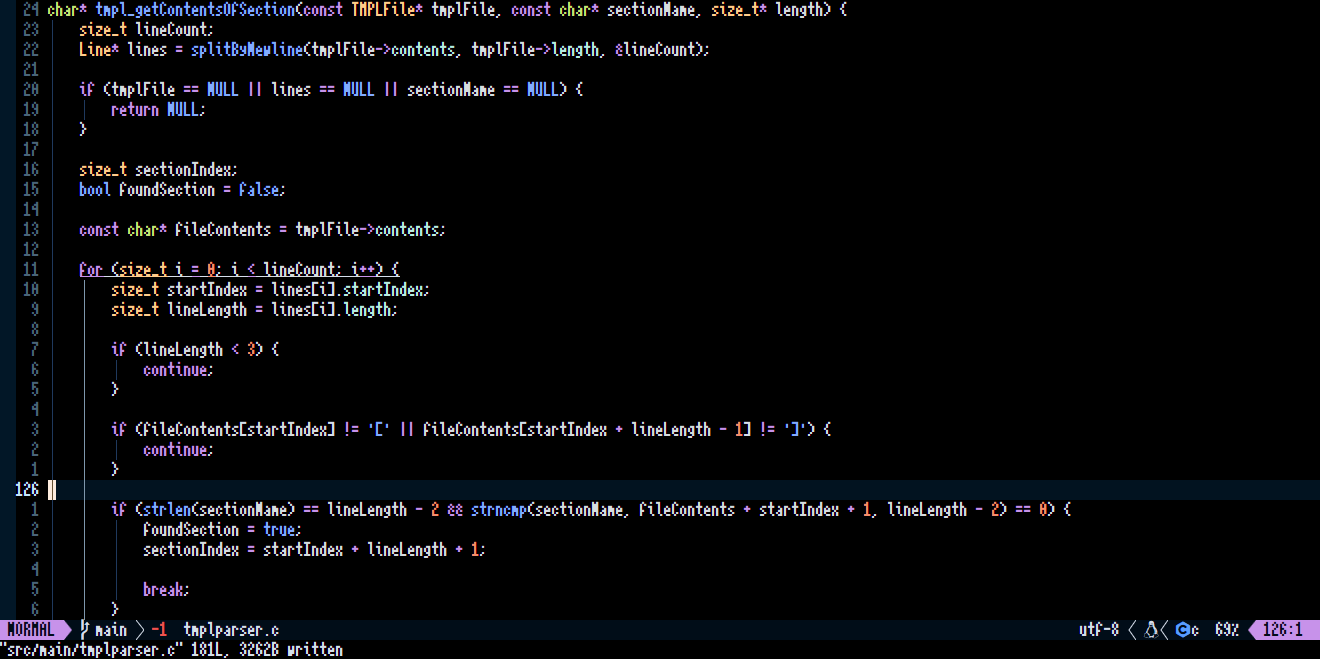 24 char* tmpl_getContentsOfSection(const TMPLFile* tmplFile, const char* sectionName, size_t* length) {
23 size_t lineCount;
22 Line* lines = splitByNewline(tmplFile->contents, tmplFile->length, &lineCount);
21
20 if (tmplFile == NULL || lines == NULL || sectionName == NULL) {
19 return NULL;
18 }
17
16 size_t sectionIndex;
15 bool foundSection = false;
14
13 const char* fileContents = tmplFile->contents;
12
11 for (size_t i = 0; i < lineCount; i++) {
10 size_t startIndex = lines[i].startIndex;
9 size_t lineLength = lines[i].length;
8
7 if (lineLength < 3) {
6 continue;
5 }
4
3 if (fileContents[startIndex] != '[' || fileContents[startIndex + lineLength - 1] != ']') {
2 continue;
1 }
126
1 if (strlen(sectionName) == lineLength - 2 && strncmp(sectionName, fileContents + startIndex + 1, lineLength - 2) == 0) {
2 foundSection = true;
3 sectionIndex = startIndex + lineLength + 1;
4
5 break;
6 }
NORMAL main -1 tmplparser.c utf-8 c 69% 126:1
"src/main/tmplparser.c" 181L, 3262B written